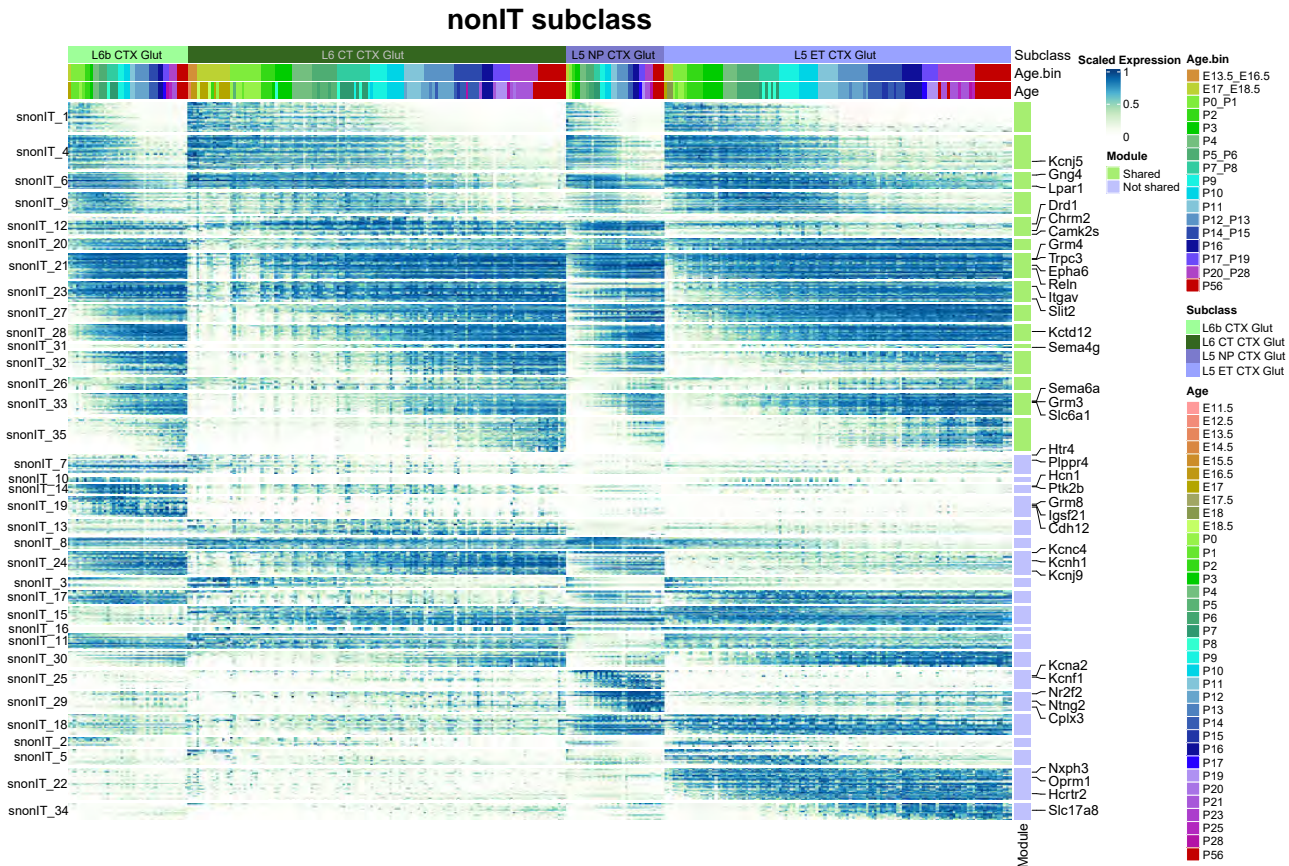 nonIT subclass
L6b CTX Glut
L6 CT CTX Glut
L5 NP CTX Glut
L5 ET CTX Glut
Subclass
Age.bin
Age
snonIT_1
snonIT_4
snonIT_6
snonIT_9
snonIT_12
snonIT_20
snonIT_21
snonIT_23
snonIT_27
snonIT_28
snonIT_31
snonIT_32
snonIT_26
snonIT_33
snonIT_35
snonIT_7
snonIT_10
snonIT_14
snonIT_19
snonIT_13
snonIT_8
snonIT_24
snonIT_3
snonIT_17
snonIT_15
snonIT_16
snonIT_11
snonIT_30
snonIT_25
snonIT_29
snonIT_18
snonIT_2
snonIT_5
snonIT_22
snonIT_34
Kcnj5
Gng4
Lpar1
Drd1
Chrm2
Camk2s
Grm4
Trpc3
Epha6
Reln
Itgav
Slit2
Kctd12
Sema4g
Sema6a
Grm3
Slc6a1
Htr4
Plppr4
Hcn1
Ptk2b
Grm8
Igsf21
Cdh12
Kcnc4
Kcnh1
Kcnj9
Kcna2
Kcnf1
Nr2f2
Ntng2
Cplx3
Nxph3
Oprm1
Hcrtr2
Slc17a8
Module
Scaled Expression
1
0.5
0
Module
Shared
Not shared
Age.bin
E13.5_E16.5
E17_E18.5
P0_P1
P2
P3
P4
P5_P6
P7_P8
P9
P10
P11
P12_P13
P14_P15
P16
P17_P19
P20_P28
P56
Subclass
L6b CTX Glut
L6 CT CTX Glut
L5 NP CTX Glut
L5 ET CTX Glut
Age
E11.5
E12.5
E13.5
E14.5
E15.5
E16.5
E17
E17.5
E18
E18.5
P0
P1
P2
P3
P4
P5
P6
P7
P8
P9
P10
P11
P12
P13
P14
P15
P16
P17
P19
P20
P21
P23
P25
P28
P56